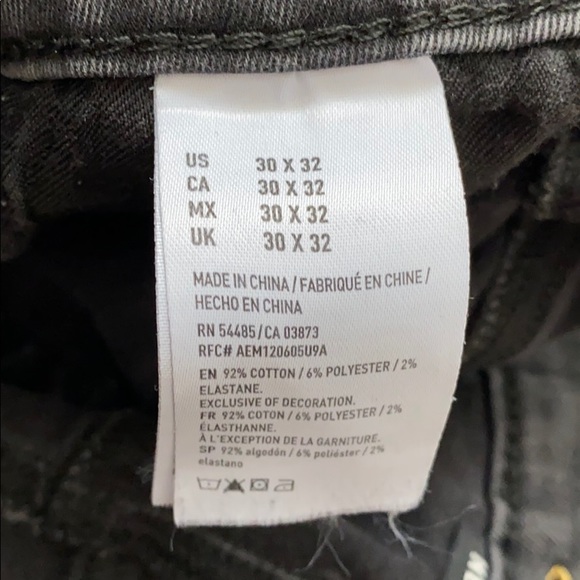 US 30 X 32
CA 30 X 32
MX 30 X 32
UK 30 X 32
MADE IN CHINA / FABRIQUÉ EN CHINE /
HECHO EN CHINA
RN 54485/CA 03873
RFC# AEM120605U9A
EN 92% COTTON / 6% POLYESTER / 2%
ELASTANE.
EXCLUSIVE OF DECORATION.
FR 92% COTON / 6% POLYESTER / 2%
ÉLASTHANNE.
À L'EXCEPTION DE LA GARNITURE.
SP 92% algodón / 6% poliéster / 2%
elastano